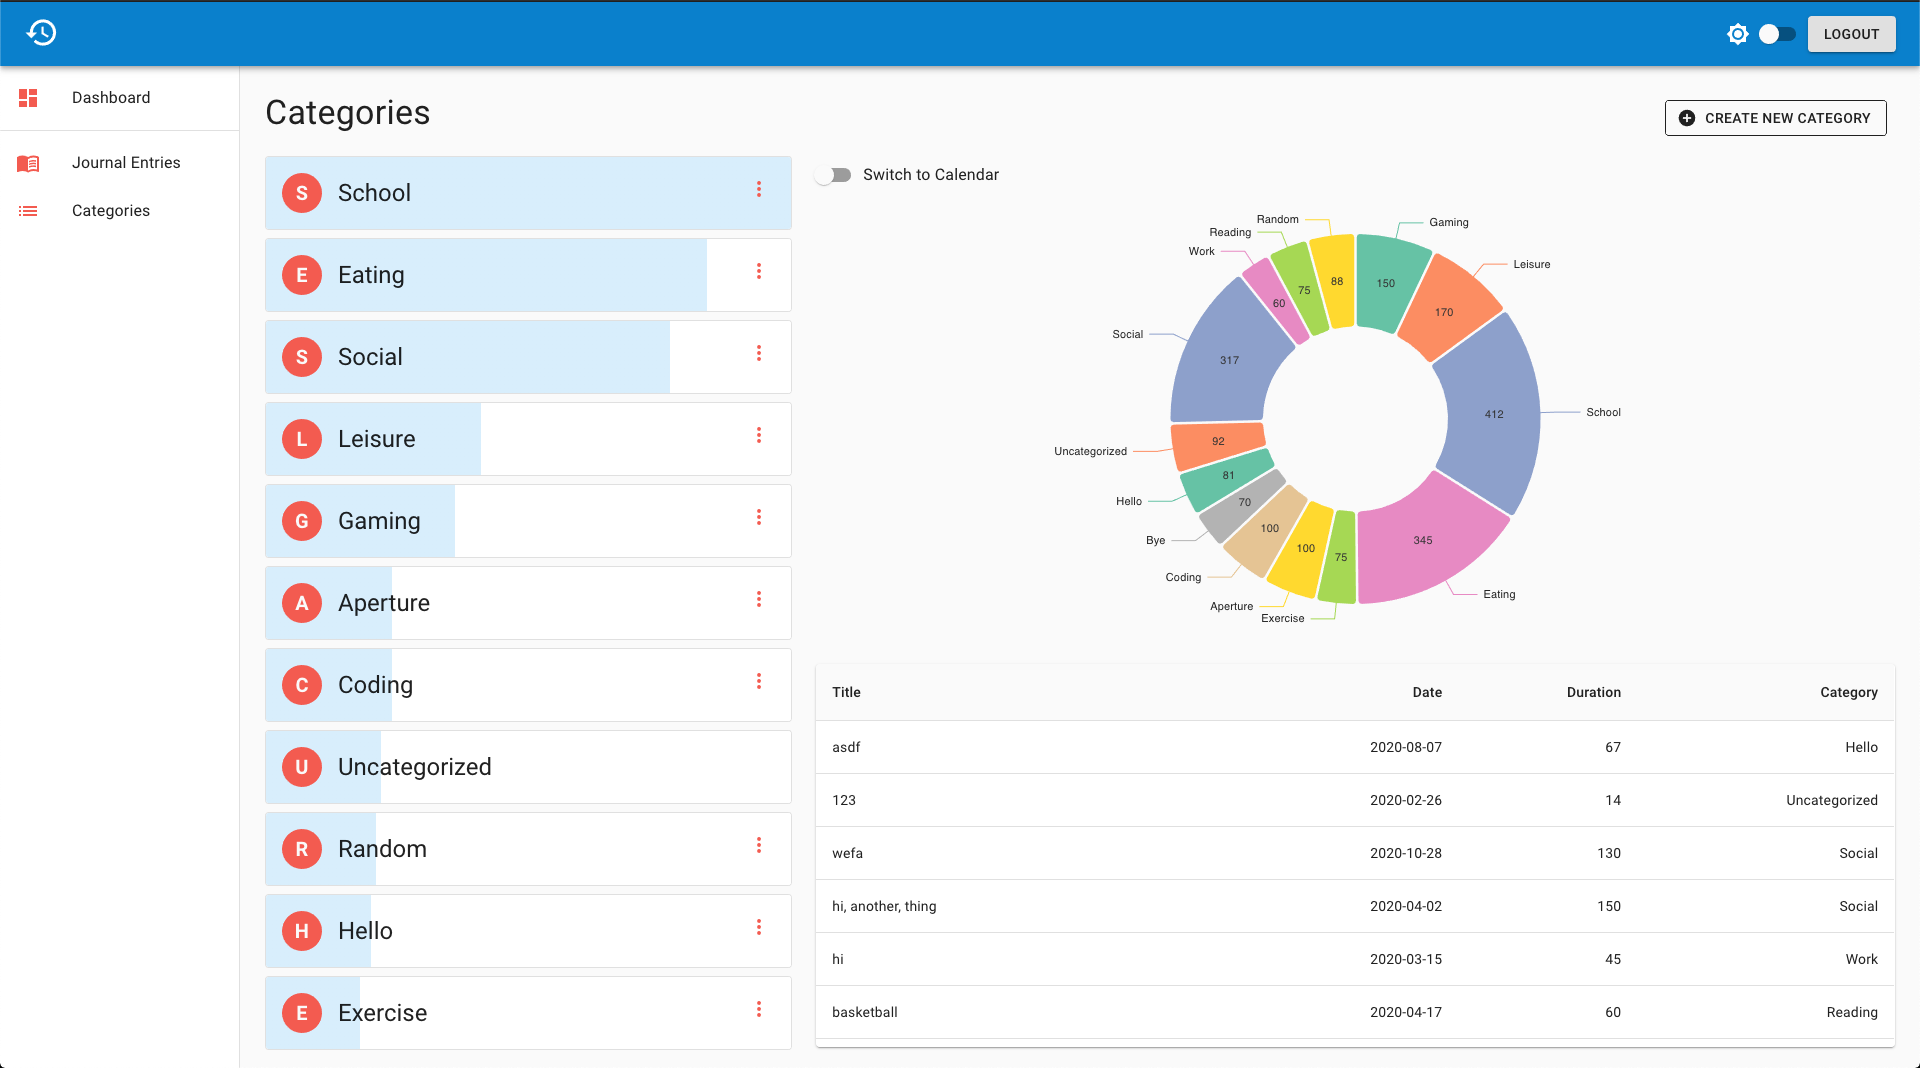 LOGOUT
Dashboard
Journal Entries
Categories
Categories
CREATE NEW CATEGORY
S School
E Eating
S Social
L Leisure
G Gaming
A Aperture
C Coding
U Uncategorized
R Random
H Hello
E Exercise
Switch to Calendar
Random
Gaming
Reading
Work
Leisure
88
150
75
60
170
Social
317
School
412
92
Uncategorized
81
Hello
70
100
Bye
345
100
75
Coding
Eating
Aperture
Exercise
Title Date Duration Category
asdf 2020-08-07 67 Hello
123 2020-02-26 14 Uncategorized
wefa 2020-10-28 130 Social
hi, another, thing 2020-04-02 150 Social
hi 2020-03-15 45 Work
basketball 2020-04-17 60 Reading